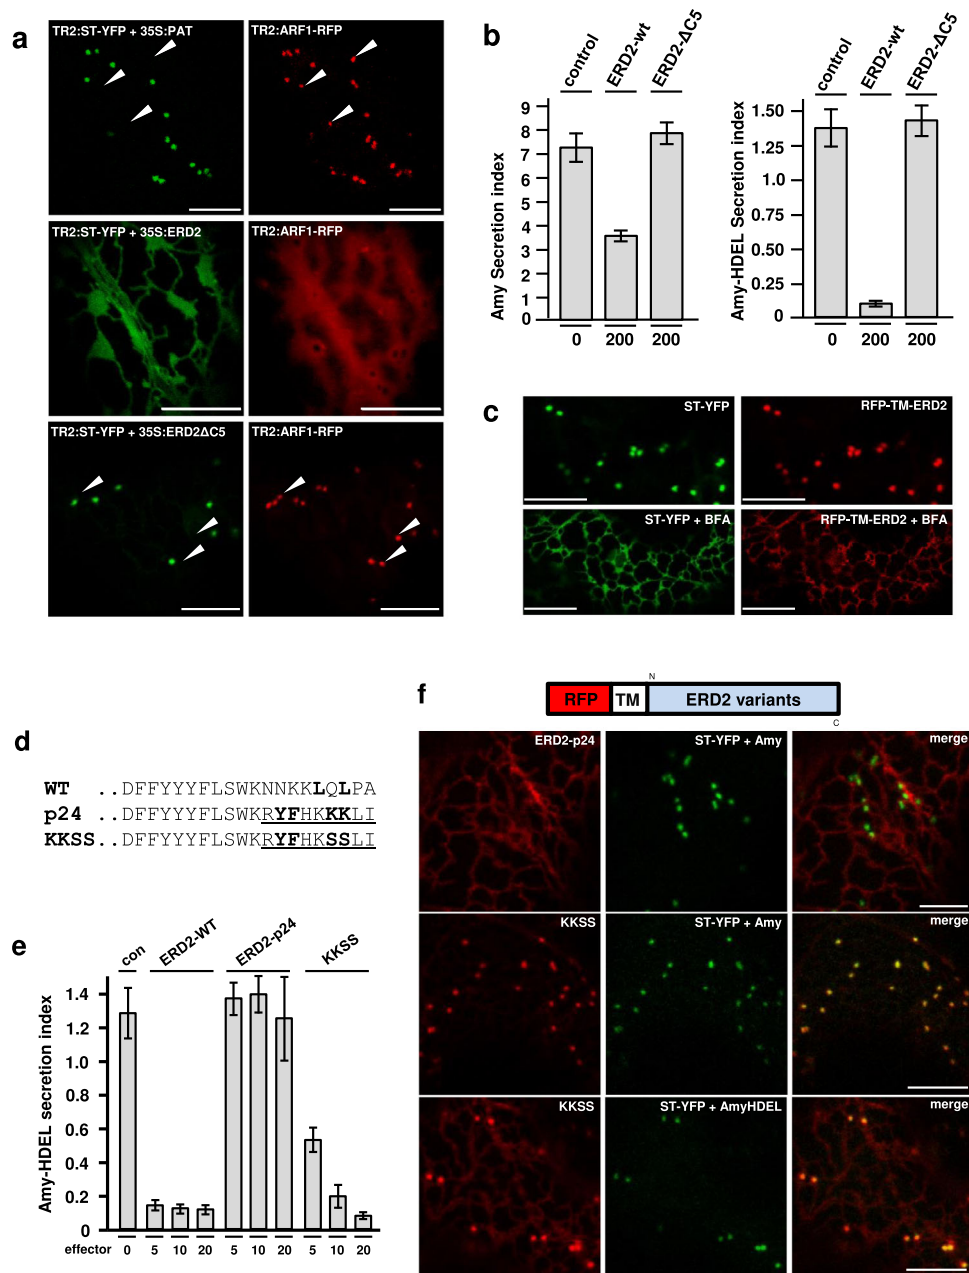 a
TR2:ST-YFP + 35S:PAT
TR2:ARF1-RFP
TR2:ST-YFP + 35S:ERD2
TR2:ARF1-RFP
TR2:ST-YFP + 35S:ERD2ΔC5
TR2:ARF1-RFP
b
control
ERD2-wt
ERD2-ΔC5
Amy Secretion index
9
8
7
6
5
4
3
2
1
0
0 200 200
control
ERD2-wt
ERD2-ΔC5
Amy-HDEL Secretion index
1.50
1.25
1.0
0.75
0.50
0.25
0
0 200 200
c
ST-YFP
RFP-TM-ERD2
ST-YFP + BFA
RFP-TM-ERD2 + BFA
d
WT ..DFFYYYFLSWKNNKKLQLPA
p24 ..DFFYYYFLSWKRYFHKKKLI
KKSS..DFFYYYFLSWKRYFHKSSLI
e
con
ERD2-WT
ERD2-p24
KKSS
Amy-HDEL secretion index
1.4
1.2
1.0
0.8
0.6
0.4
0.2
0
effector 0 5 10 20 5 10 20 5 10 20
f
N
RFP TM ERD2 variants
C
ERD2-p24
ST-YFP + Amy
merge
KKSS
ST-YFP + Amy
merge
KKSS
ST-YFP + AmyHDEL
merge